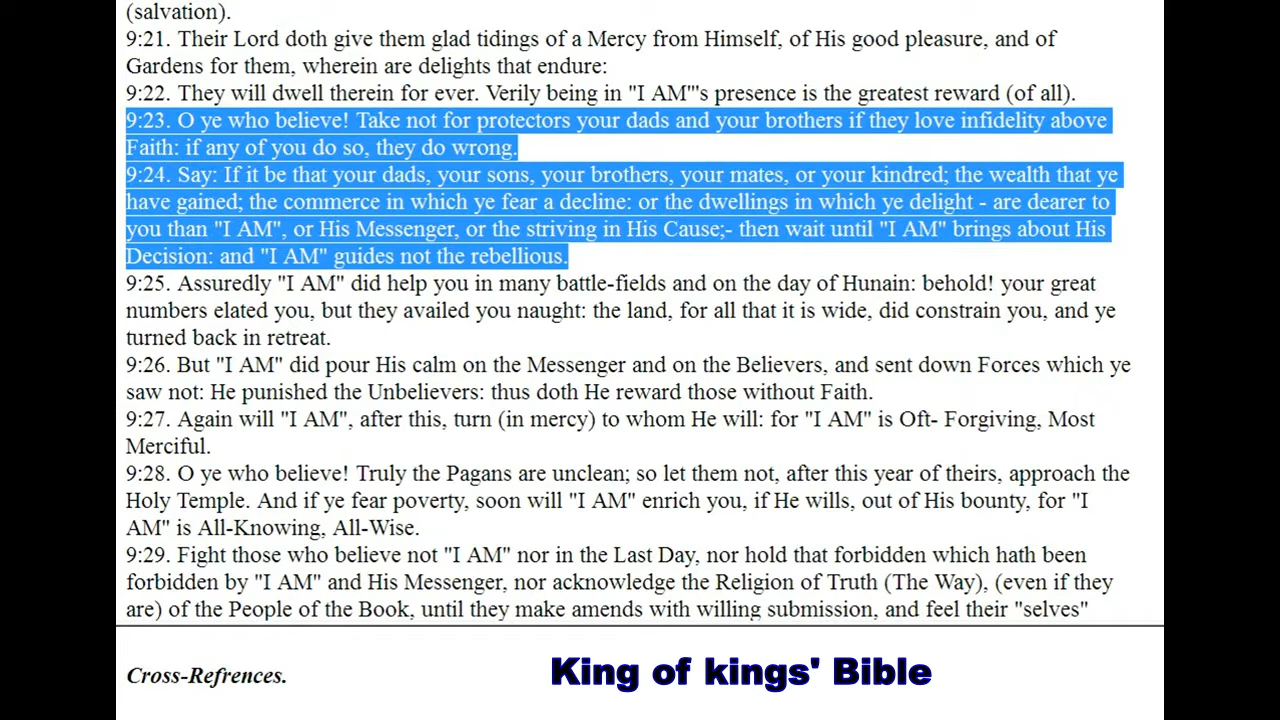 (salvation).
9:21. Their Lord doth give them glad tidings of a Mercy from Himself, of His good pleasure, and of
Gardens for them, wherein are delights that endure:
9:22. They will dwell therein for ever. Verily being in "I AM"'s presence is the greatest reward (of all).
9:23. O ye who believe! Take not for protectors your dads and your brothers if they love infidelity above
Faith: if any of you do so, they do wrong.
9:24. Say: If it be that your dads, your sons, your brothers, your mates, or your kindred; the wealth that ye
have gained; the commerce in which ye fear a decline: or the dwellings in which ye delight - are dearer to
you than "I AM", or His Messenger, or the striving in His Cause;- then wait until "I AM" brings about His
Decision: and "I AM" guides not the rebellious.
9:25. Assuredly "I AM" did help you in many battle-fields and on the day of Hunain: behold! your great
numbers elated you, but they availed you naught: the land, for all that it is wide, did constrain you, and ye
turned back in retreat.
9:26. But "I AM" did pour His calm on the Messenger and on the Believers, and sent down Forces which ye
saw not: He punished the Unbelievers: thus doth He reward those without Faith.
9:27. Again will "I AM", after this, turn (in mercy) to whom He will: for "I AM" is Oft- Forgiving, Most
Merciful.
9:28. O ye who believe! Truly the Pagans are unclean; so let them not, after this year of theirs, approach the
Holy Temple. And if ye fear poverty, soon will "I AM" enrich you, if He wills, out of His bounty, for "I
AM" is All-Knowing, All-Wise.
9:29. Fight those who believe not "I AM" nor in the Last Day, nor hold that forbidden which hath been
forbidden by "I AM" and His Messenger, nor acknowledge the Religion of Truth (The Way), (even if they
are) of the People of the Book, until they make amends with willing submission, and feel their "selves"
Cross-Refrences.
King of kings' Bible